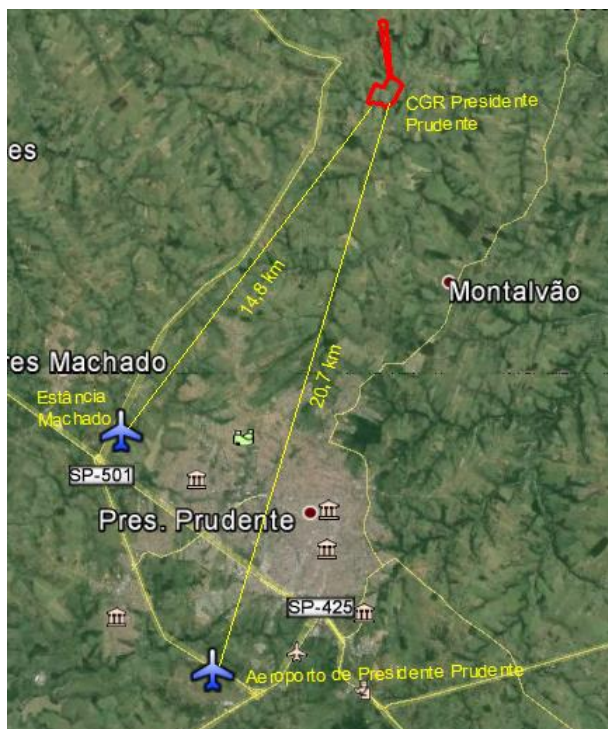 CGR Presidente
Prudente
es
14,8 km
Montalvão
res Machado
20,7 km
Estância
Machado
SP-501
Pres. Prudente
SP-425
Aeroporto de Presidente Prudente